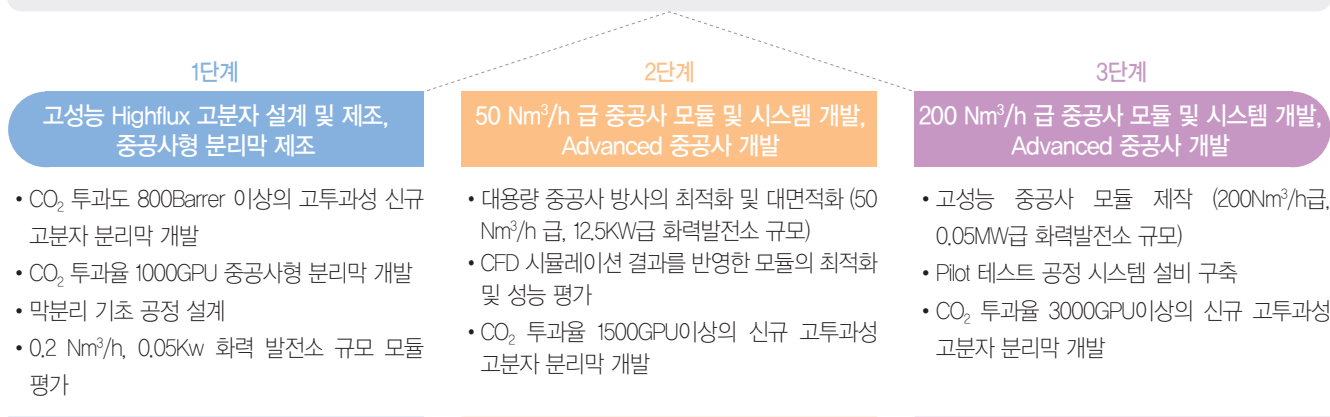 1단계
고성능 Highflux 고분자 설계 및 제조,
중공사형 분리막 제조
• CO₂ 투과도 800Barrer 이상의 고투과성 신규
고분자 분리막 개발
• CO₂ 투과율 1000GPU 중공사형 분리막 개발
• 막분리 기초 공정 설계
• 0.2 Nm³/h, 0.05Kw 화력 발전소 규모 모듈
평가
2단계
50 Nm³/h 급 중공사 모듈 및 시스템 개발,
Advanced 중공사 개발
• 대용량 중공사 방사의 최적화 및 대면적화 (50
Nm³/h 급, 12.5KW급 화력발전소 규모)
• CFD 시뮬레이션 결과를 반영한 모듈의 최적화
및 성능 평가
• CO₂ 투과율 1500GPU이상의 신규 고투과성
고분자 분리막 개발
3단계
200 Nm³/h 급 중공사 모듈 및 시스템 개발,
Advanced 중공사 개발
• 고성능 중공사 모듈 제작 (200Nm³/h급,
0.05MW급 화력발전소 규모)
• Pilot 테스트 공정 시스템 설비 구축
• CO₂ 투과율 3000GPU이상의 신규 고투과성
고분자 분리막 개발